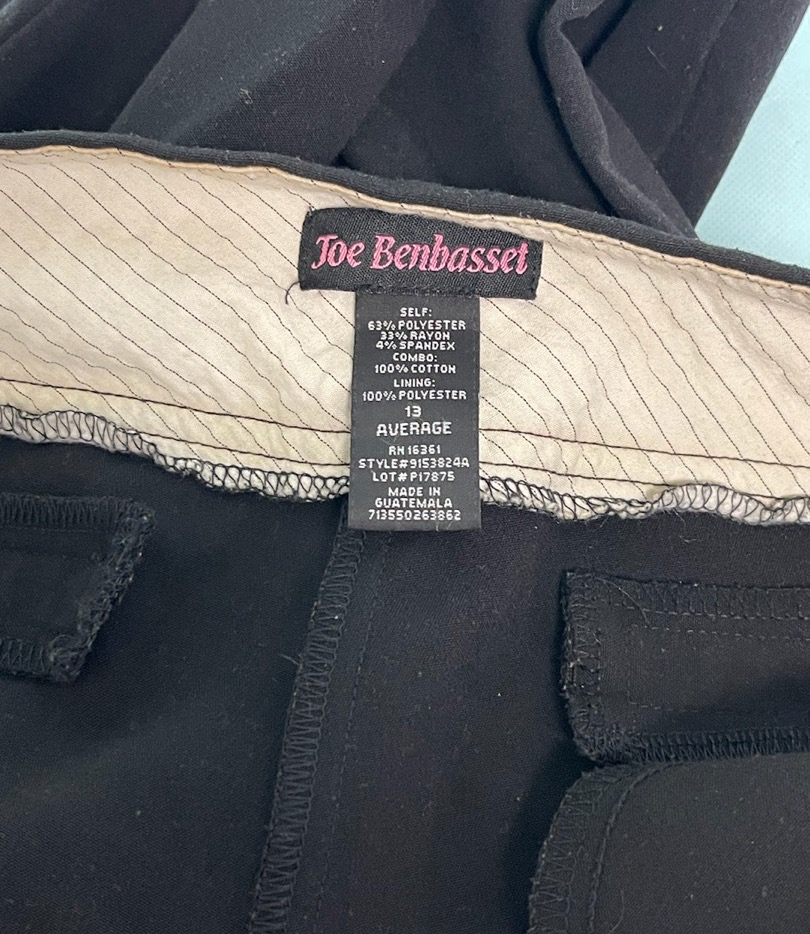 Joe Benbasset
SELF:
63% POLYESTER
33% RAYON
4% SPANDEX
COMBO:
100% COTTON
LINING:
100% POLYESTER
13
AVERAGE
RN 16361
STYLE#9153824A
LOT#P17875
MADE IN
GUATEMALA
713550263862